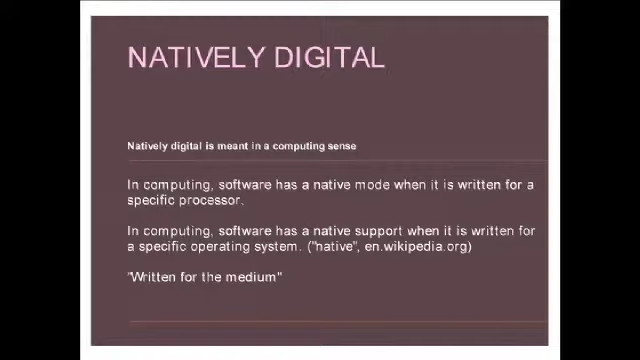 NATIVELY DIGITAL
Natively digital is meant in a computing sense
In computing, software has a native mode when it is written for a
specific processor.
In computing, software has a native support when it is written for
a specific operating system. ("native", en.wikipedia.org)
"Written for the medium"